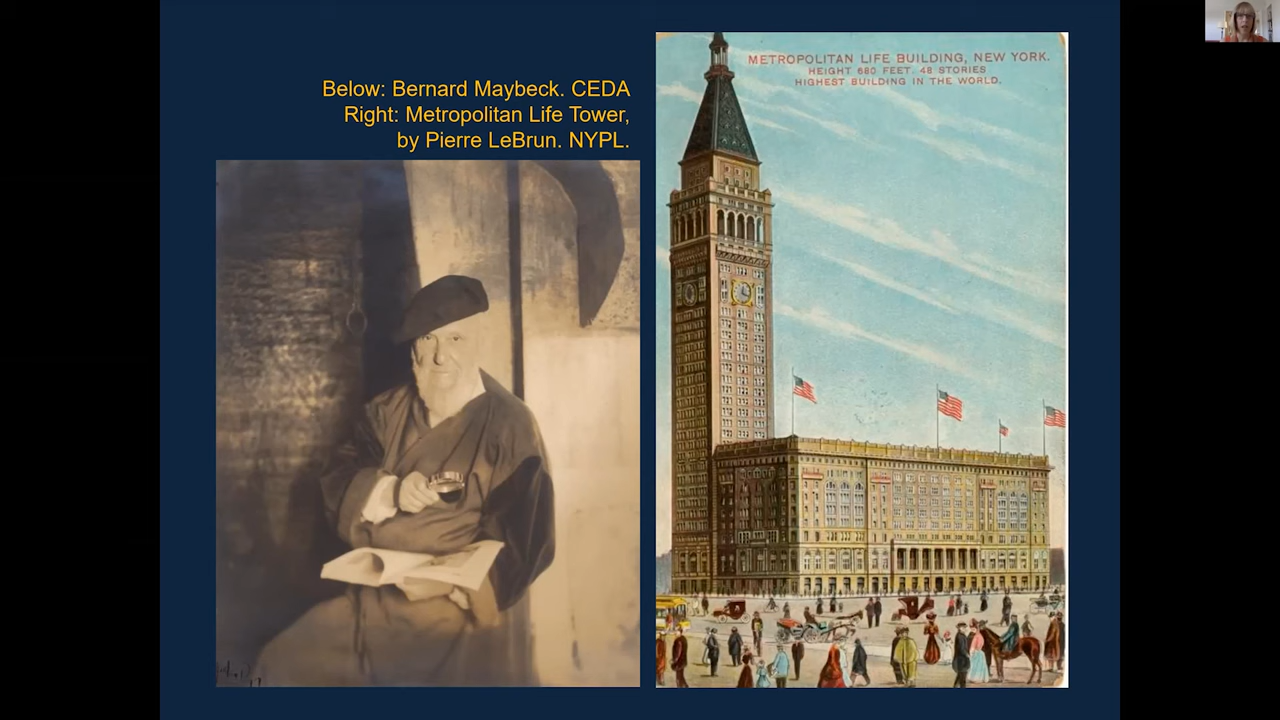 Below: Bernard Maybeck. CEDA
Right: Metropolitan Life Tower,
by Pierre LeBrun. NYPL.
METROPOLITAN LIFE BUILDING, NEW YORK.
HEIGHT 680 FEET. 48 STORIES
HIGHEST BUILDING IN THE WORLD.